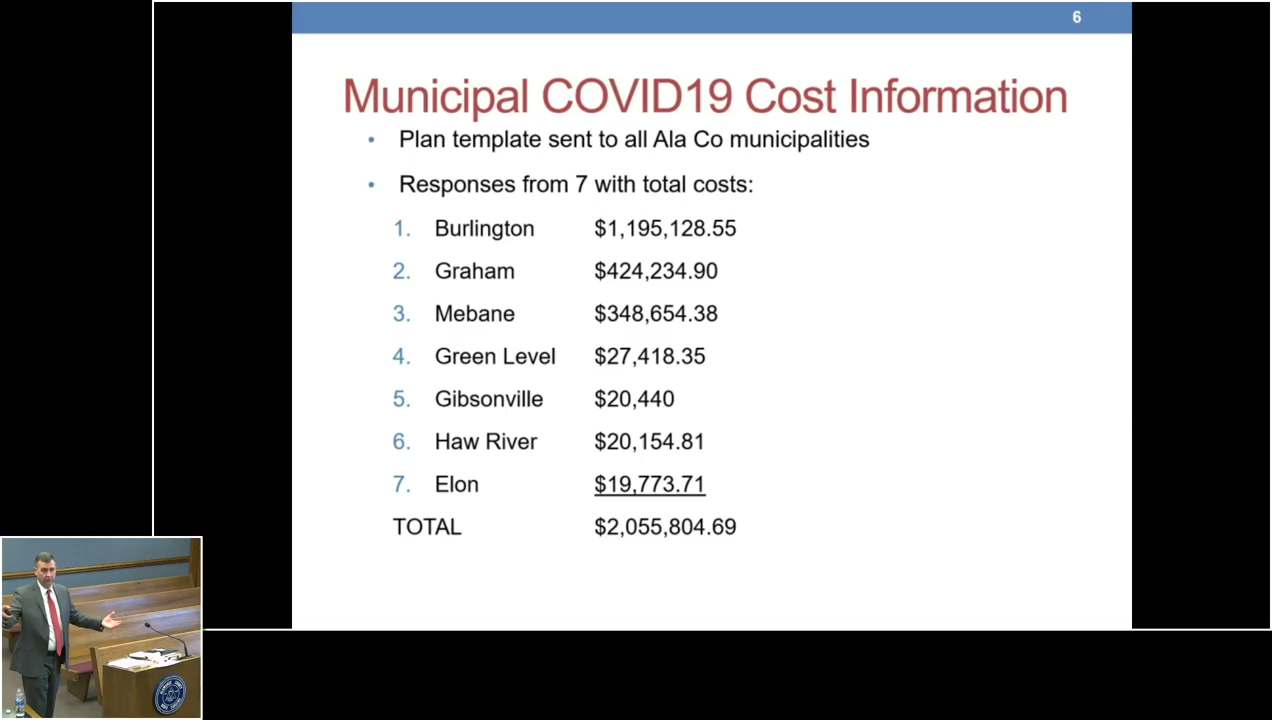 6
Municipal COVID19 Cost Information
• Plan template sent to all Ala Co municipalities
• Responses from 7 with total costs:
1. Burlington $1,195,128.55
2. Graham $424,234.90
3. Mebane $348,654.38
4. Green Level $27,418.35
5. Gibsonville $20,440
6. Haw River $20,154.81
7. Elon $19,773.71
TOTAL $2,055,804.69